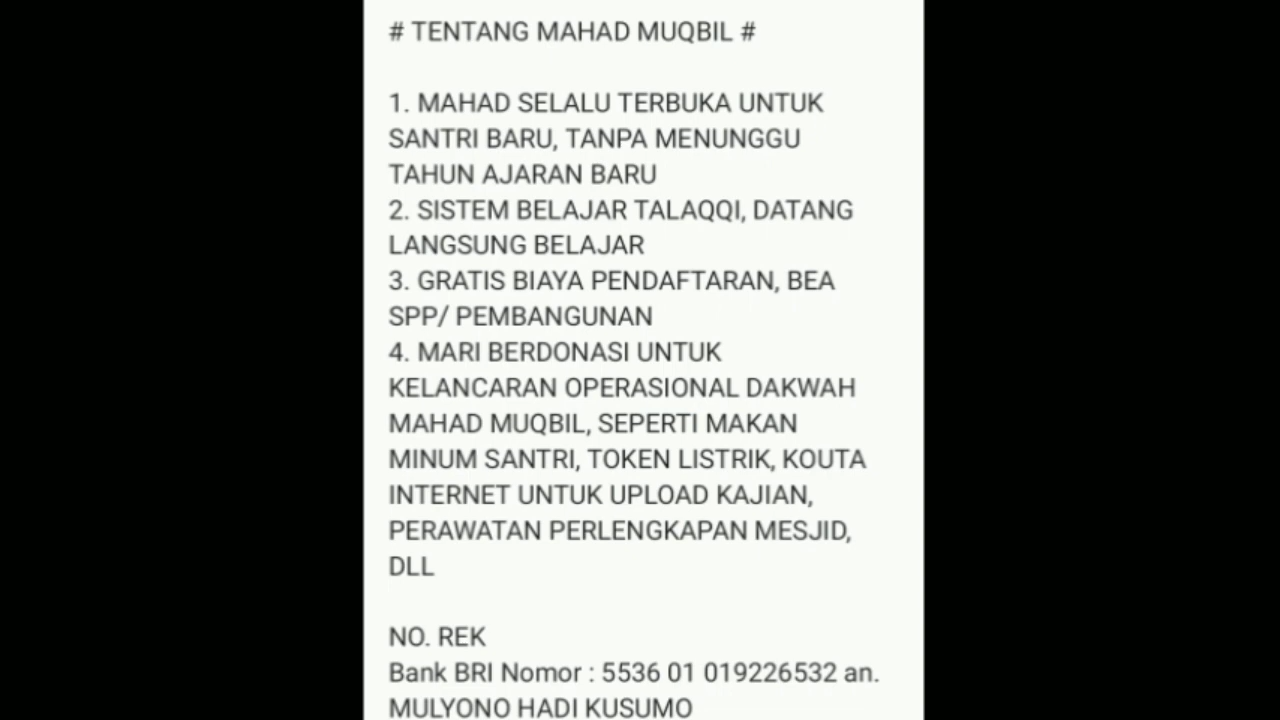 # TENTANG MAHAD MUQBIL #
1. MAHAD SELALU TERBUKA UNTUK
SANTRI BARU, TANPA MENUNGGU
TAHUN AJARAN BARU
2. SISTEM BELAJAR TALAQQI, DATANG
LANGSUNG BELAJAR
3. GRATIS BIAYA PENDAFTARAN, BEA
SPP/ PEMBANGUNAN
4. MARI BERDONASI UNTUK
KELANCARAN OPERASIONAL DAKWAH
MAHAD MUQBIL, SEPERTI MAKAN
MINUM SANTRI, TOKEN LISTRIK, KOUTA
INTERNET UNTUK UPLOAD KAJIAN,
PERAWATAN PERLENGKAPAN MESJID,
DLL
NO. REK
Bank BRI Nomor : 5536 01 019226532 an.
MULYONO HADI KUSUMO